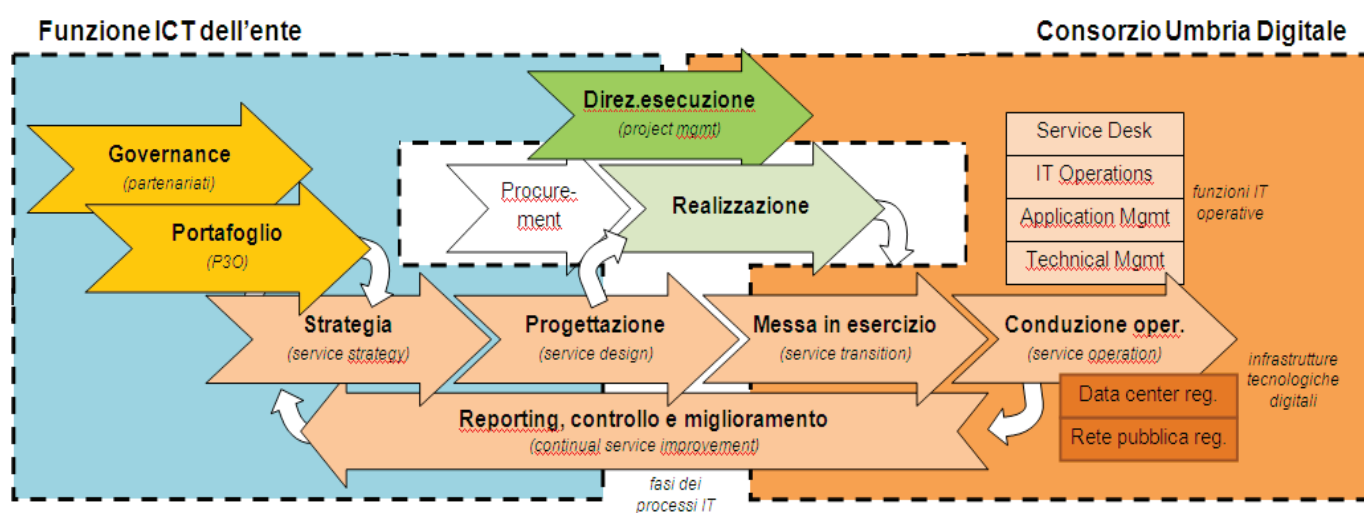 Funzione ICT dell'ente
Consorzio Umbria Digitale
Direz.esecuzione
(project mgmt)
Governance
(partenariati)
Portafoglio
(P3O)
Procure-
ment
Realizzazione
Service Desk
IT Operations
Application Mgmt
Technical Mgmt
funzioni IT
operative
Strategia
(service strategy)
Progettazione
(service design)
Messa in esercizio
(service transition)
Conduzione oper.
(service operation)
infrastrutture
tecnologiche
digitali
Data center reg.
Rete pubblica reg.
Reporting, controllo e miglioramento
(continual service improvement)
fasi dei
processi IT